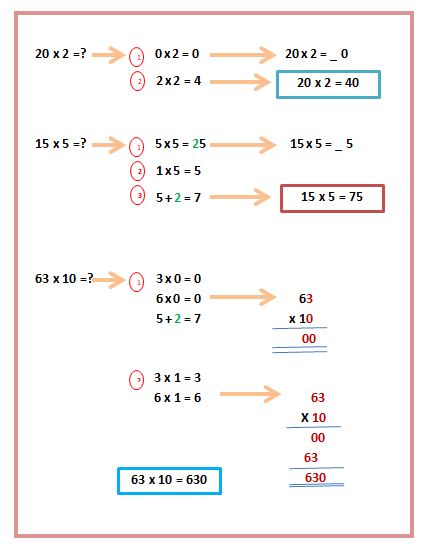 20 x 2 =? 1 0 x 2 = 0 20 x 2 = _ 0
2 2 x 2 = 4 20 x 2 = 40
15 x 5 =? 1 5 x 5 = 25 15 x 5 = _ 5
2 1 x 5 = 5
3 5 + 2 = 7 15 x 5 = 75
63 x 10 =? 1 3 x 0 = 0
6 x 0 = 0 63
5 + 2 = 7 x 10
00
2 3 x 1 = 3
6 x 1 = 6 63
X 10
00
63
63 x 10 = 630 630